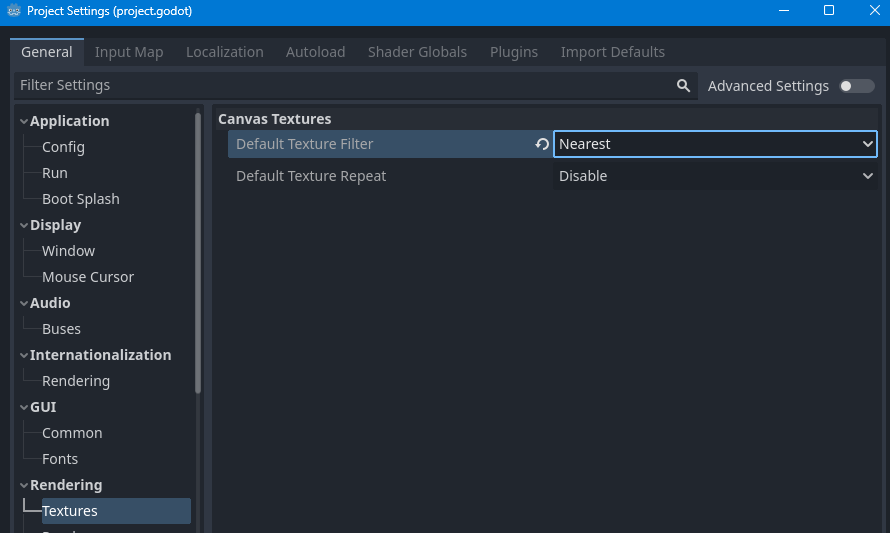 Project Settings (project.godot)
General Input Map Localization Autoload Shader Globals Plugins Import Defaults
Filter Settings Advanced Settings
Application
Config
Run
Boot Splash
Display
Window
Mouse Cursor
Audio
Buses
Internationalization
Rendering
GUI
Common
Fonts
Rendering
Textures
Canvas Textures
Default Texture Filter Nearest
Default Texture Repeat Disable